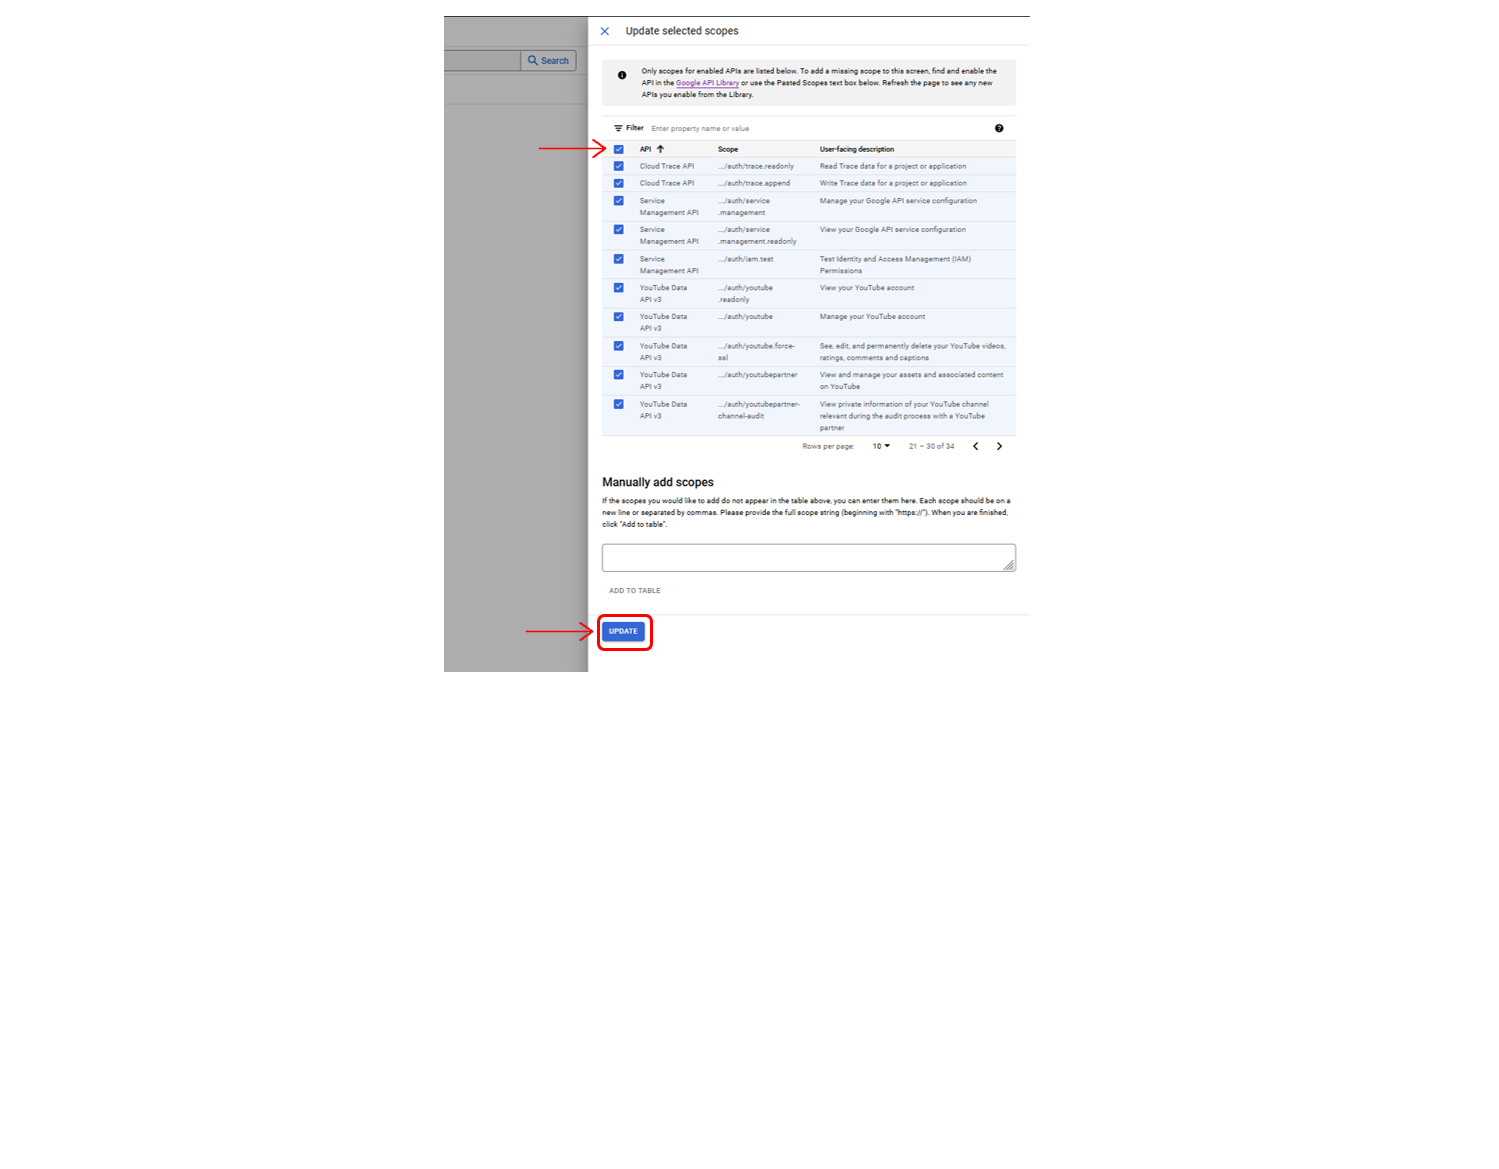 Update selected scopes
Search
Only scopes for enabled APIs are listed below. To add a missing scope to this screen, find and enable the
API in the Google API Library or use the Pasted Scopes text box below. Refresh the page to see any new
APIs you enable from the Library.
Filter Enter property name or value
API Scope User-facing description
Cloud Trace API .../auth/trace.readonly Read Trace data for a project or application
Cloud Trace API .../auth/trace.append Write Trace data for a project or application
Service .../auth/service Manage your Google API service configuration
Management API .management
Service .../auth/service View your Google API service configuration
Management API .management.readonly
Service .../auth/iam.test Test Identity and Access Management (IAM)
Management API Permissions
YouTube Data .../auth/youtube View your YouTube account
API v3 .readonly
YouTube Data .../auth/youtube Manage your YouTube account
API v3
YouTube Data .../auth/youtube.force- See, edit, and permanently delete your YouTube videos,
API v3 ssl ratings, comments and captions
YouTube Data .../auth/youtubepartner View and manage your assets and associated content
API v3 on YouTube
YouTube Data .../auth/youtubepartner- View private information of your YouTube channel
API v3 channel-audit relevant during the audit process with a YouTube
partner
Rows per page: 10 21 – 30 of 34
Manually add scopes
If the scopes you would like to add do not appear in the table above, you can enter them here. Each scope should be on a
new line or separated by commas. Please provide the full scope string (beginning with "https://"). When you are finished,
click "Add to table".
ADD TO TABLE
UPDATE